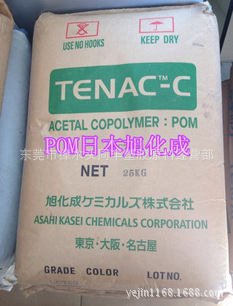 USE NO HOOKS
KEEP DRY
TENAC™-C
ACETAL COPOLYMER : POM
POM日本旭化成
NET 25KG
旭化成ケミカルズ株式会社
ASAHI KASEI CHEMICALS CORPORATION
東京・大阪・名古屋
GRADE COLOR LOT NO.
http://yejin1168.1688.com